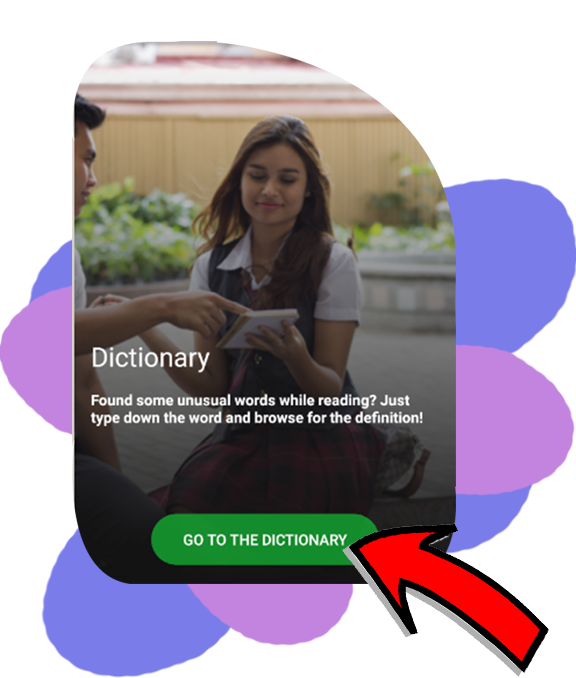 Dictionary
Found some unusual words while reading? Just
type down the word and browse for the definition!
GO TO THE DICTIONARY